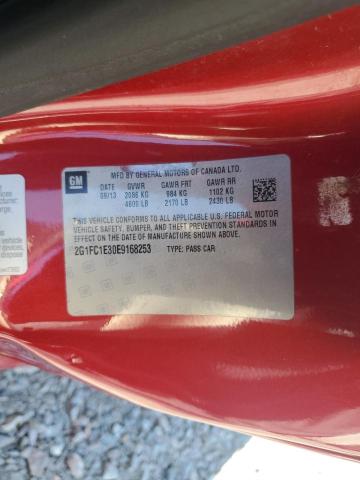 GM
MFD BY GENERAL MOTORS OF CANADA LTD.
DATE GVWR GAWR FRT GAWR RR
09/13 2086 KG 984 KG 1102 KG
4600 LB 2170 LB 2430 LB
THIS VEHICLE CONFORMS TO ALL APPLICABLE U.S. FEDERAL MOTOR
VEHICLE SAFETY, BUMPER, AND THEFT PREVENTION STANDARDS IN
EFFECT ON THE DATE OF MANUFACTURE SHOWN ABOVE.
2G1FC1E30E9168253 TYPE: PASS CAR